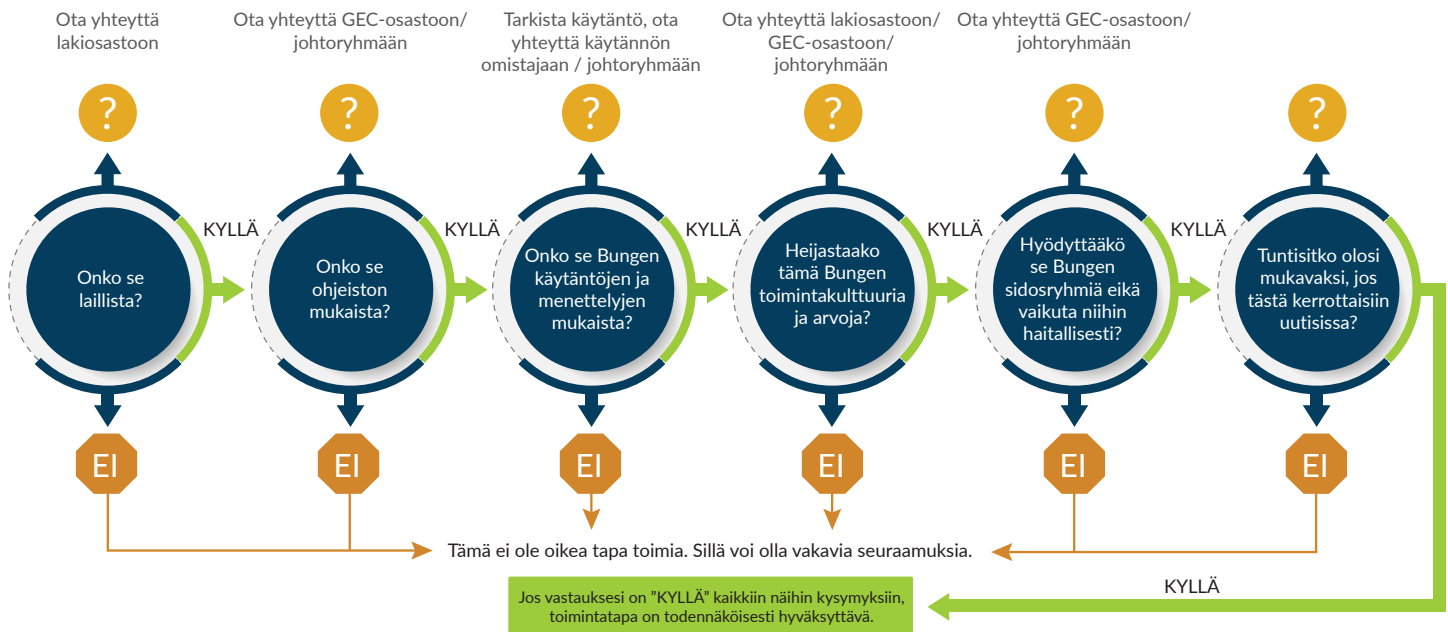 Ota yhteyttä
lakiosastoon
Ota yhteyttä GEC-osastoon/
johtoryhmään
Tarkista käytäntö, ota
yhteyttä käytännön
omistajaan / johtoryhmään
Ota yhteyttä lakiosastoon/
GEC-osastoon/
johtoryhmään
Ota yhteyttä GEC-osastoon/
johtoryhmään
?
?
?
?
?
?
Onko se
laillista?
KYLLÄ
Onko se
ohjeiston
mukaista?
KYLLÄ
Onko se Bungen
käytäntöjen ja
menettelyjen
mukaista?
KYLLÄ
Heijastaako
tämä Bungen
toimintakulttuuria
ja arvoja?
KYLLÄ
Hyödyttääkö
se Bungen
sidosryhmiä eikä
vaikuta niihin
haitallisesti?
KYLLÄ
Tuntisitko olosi
mukavaksi, jos
tästä kerrottaisiin
uutisissa?
EI
EI
EI
EI
EI
EI
Tämä ei ole oikea tapa toimia. Sillä voi olla vakavia seuraamuksia.
KYLLÄ
Jos vastauksesi on ”KYLLÄ” kaikkiin näihin kysymyksiin,
toimintatapa on todennäköisesti hyväksyttävä.